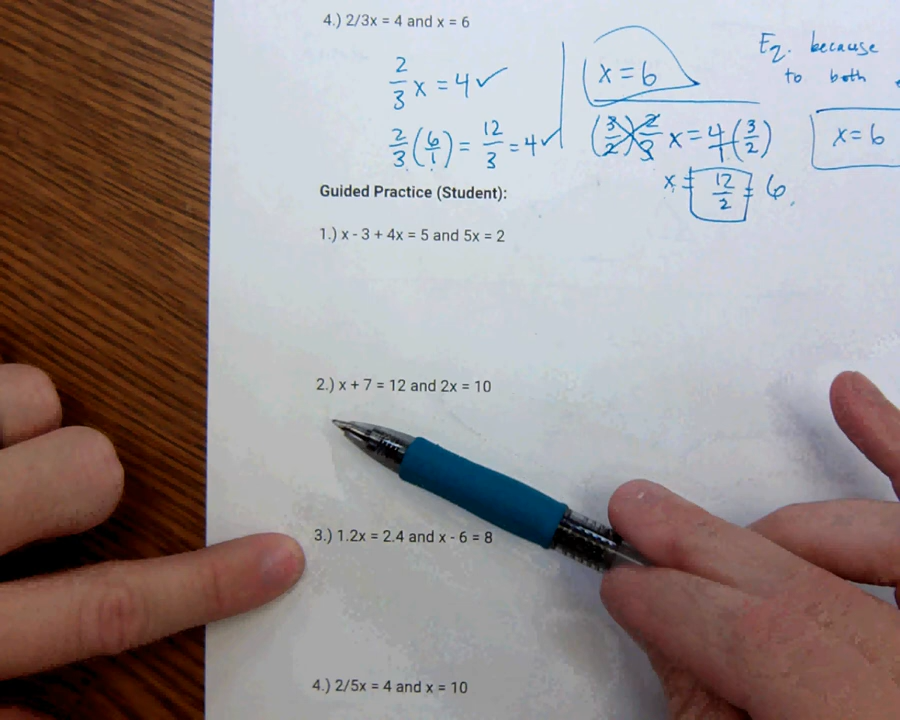 4.) 2/3x = 4 and x = 6
2/3 x = 4 ✓
2/3 (6/1) = 12/3 = 4 ✓
x = 6
Eq. because
to both
(3/2) 2/3 x = 4/1 (3/2)
x = 6
x = 12/2 = 6
Guided Practice (Student):
1.) x - 3 + 4x = 5 and 5x = 2
2.) x + 7 = 12 and 2x = 10
3.) 1.2x = 2.4 and x - 6 = 8
4.) 2/5x = 4 and x = 10